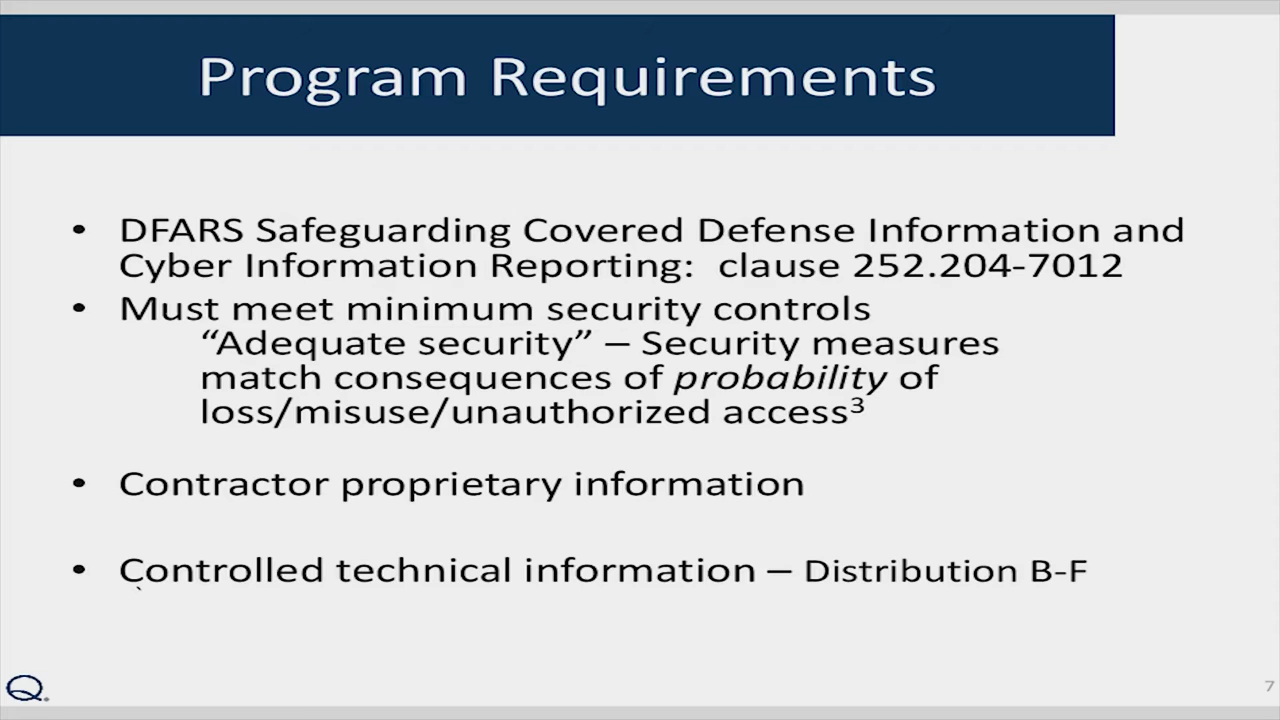 Program Requirements
• DFARS Safeguarding Covered Defense Information and
Cyber Information Reporting: clause 252.204-7012
• Must meet minimum security controls
“Adequate security” – Security measures
match consequences of probability of
loss/misuse/unauthorized access³
• Contractor proprietary information
• Controlled technical information – Distribution B-F
Q
7